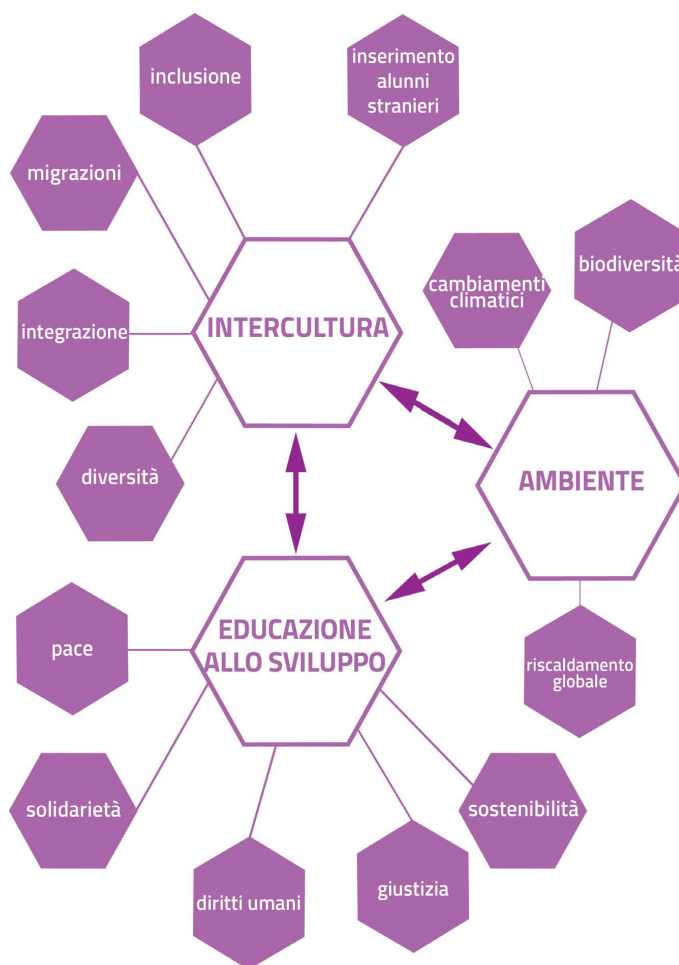 inclusione
inserimento
alunni
stranieri
migrazioni
integrazione
diversità
INTERCULTURA
cambiamenti
climatici
biodiversità
AMBIENTE
riscaldamento
globale
EDUCAZIONE
ALLO SVILUPPO
pace
solidarietà
diritti umani
giustizia
sostenibilità